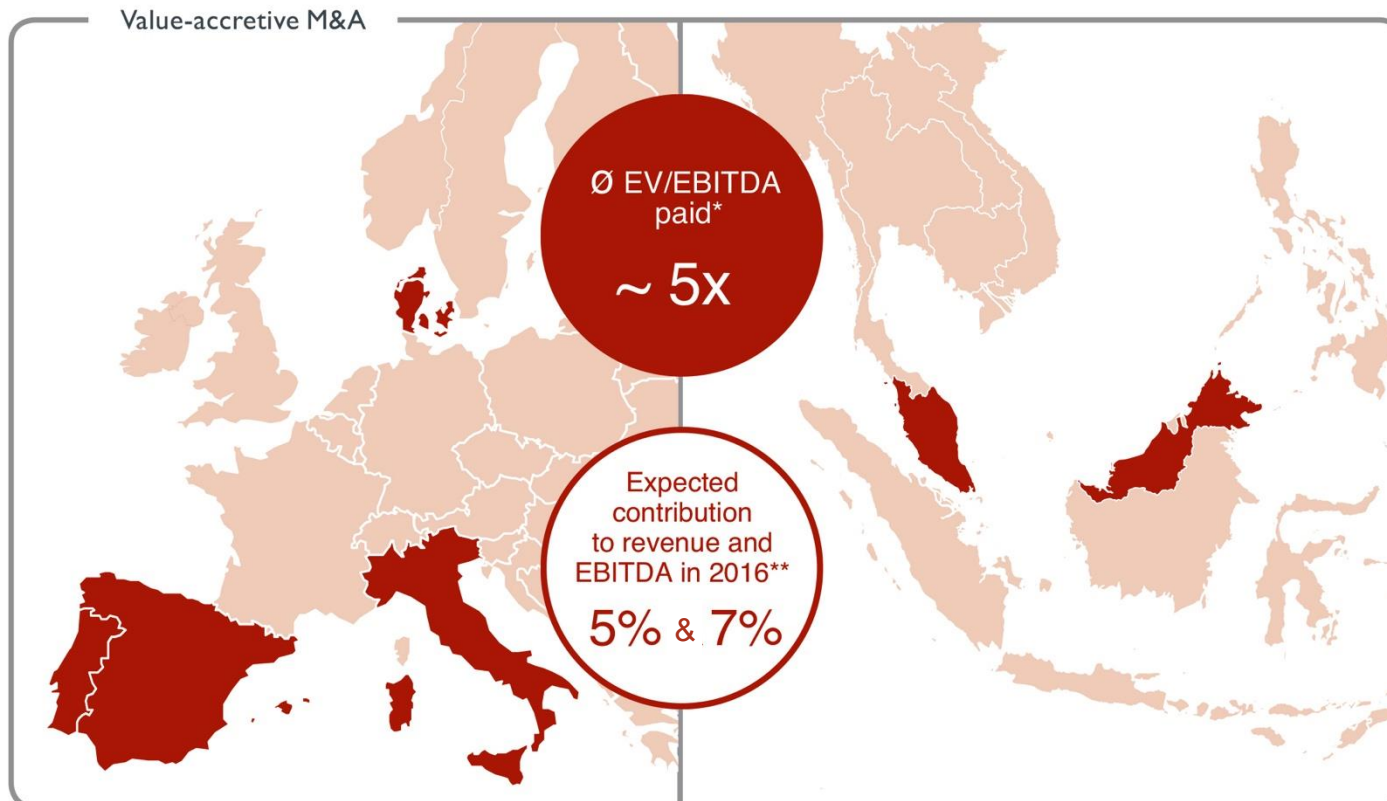 Value-accretive M&A
Ø EV/EBITDA
paid*
~ 5x
Expected
contribution
to revenue and
EBITDA in 2016**
5% & 7%